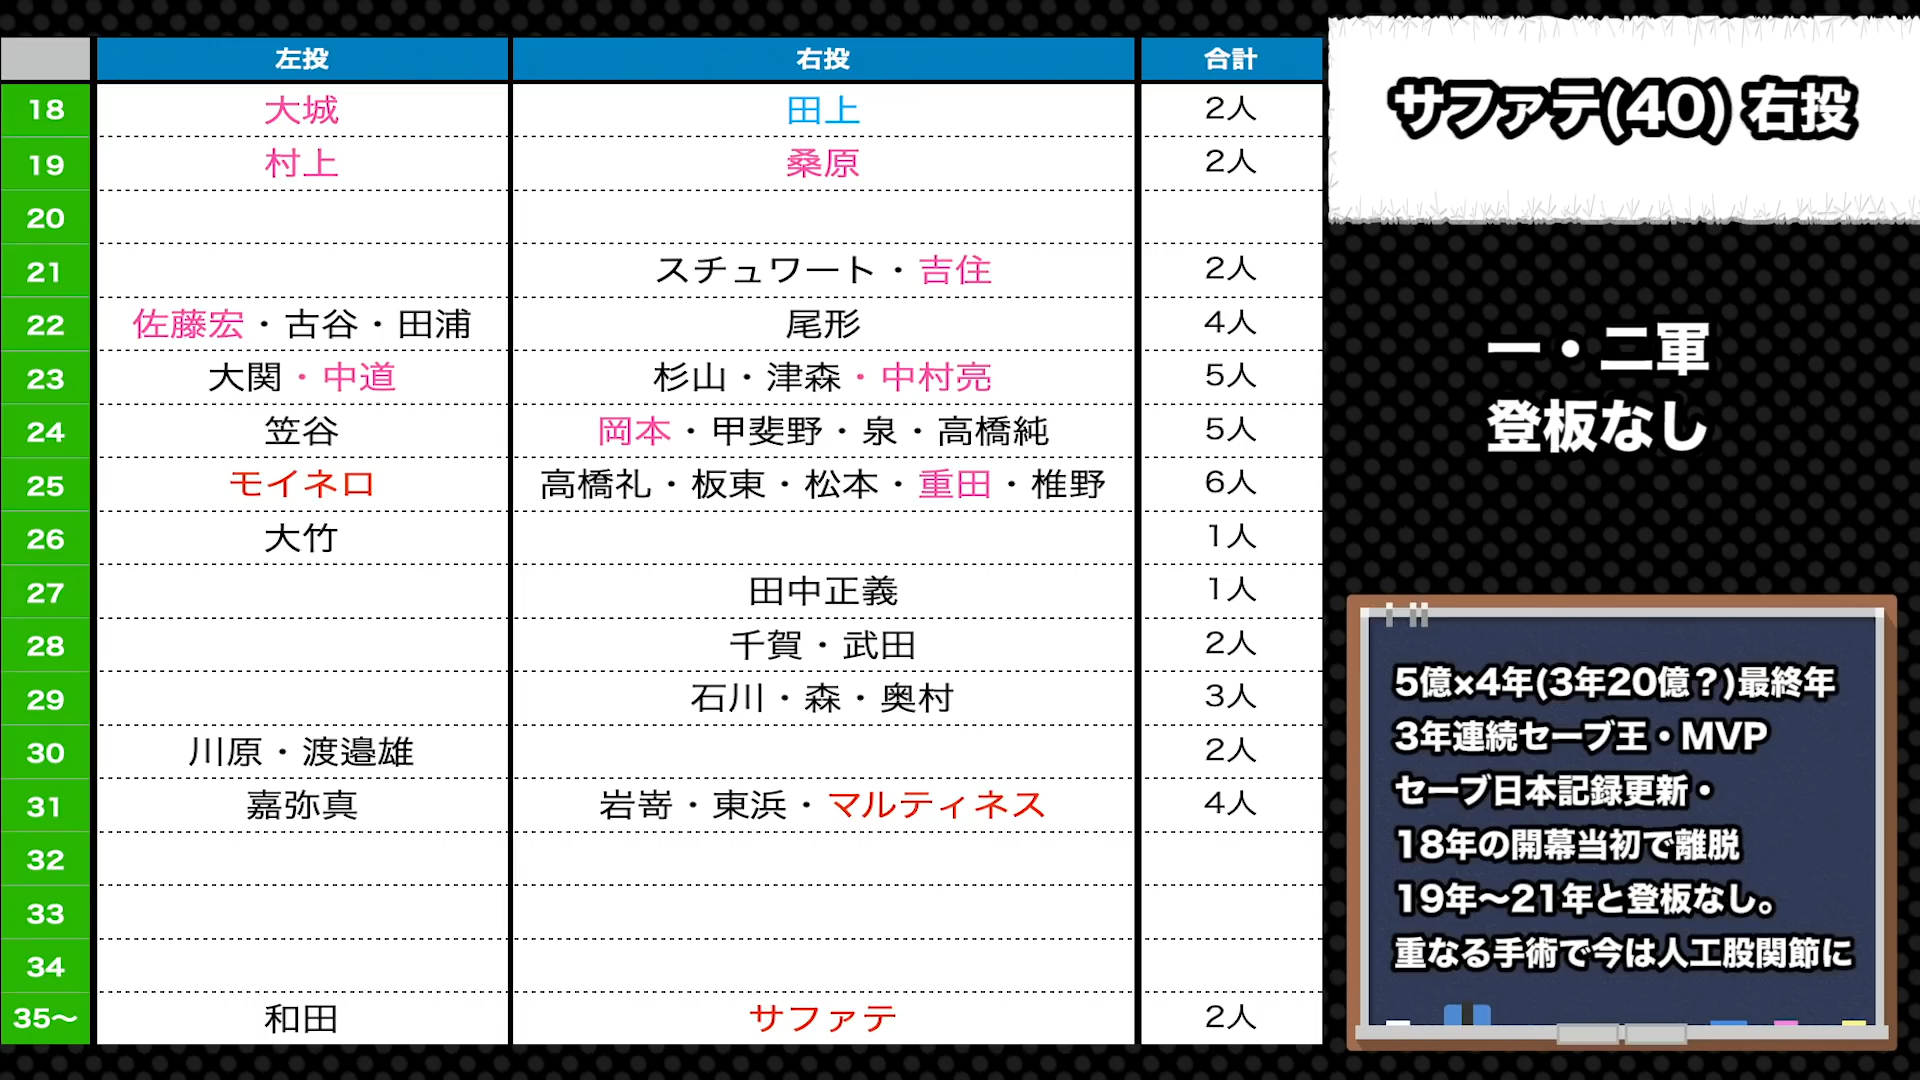 左投 右投 合計
18 大城 田上 2人
19 村上 桑原 2人
20
21 スチュワート・吉住 2人
22 佐藤宏・古谷・田浦 尾形 4人
23 大関・中道 杉山・津森・中村亮 5人
24 笠谷 岡本・甲斐野・泉・高橋純 5人
25 モイネロ 高橋礼・板東・松本・重田・椎野 6人
26 大竹 1人
27 田中正義 1人
28 千賀・武田 2人
29 石川・森・奥村 3人
30 川原・渡邉雄 2人
31 嘉弥真 岩嵜・東浜・マルティネス 4人
32
33
34
35〜 和田 サファテ 2人
サファテ(40) 右投
一・二軍
登板なし
5億×4年(3年20億？)最終年
3年連続セーブ王・MVP
セーブ日本記録更新・
18年の開幕当初で離脱
19年〜21年と登板なし。
重なる手術で今は人工股関節に